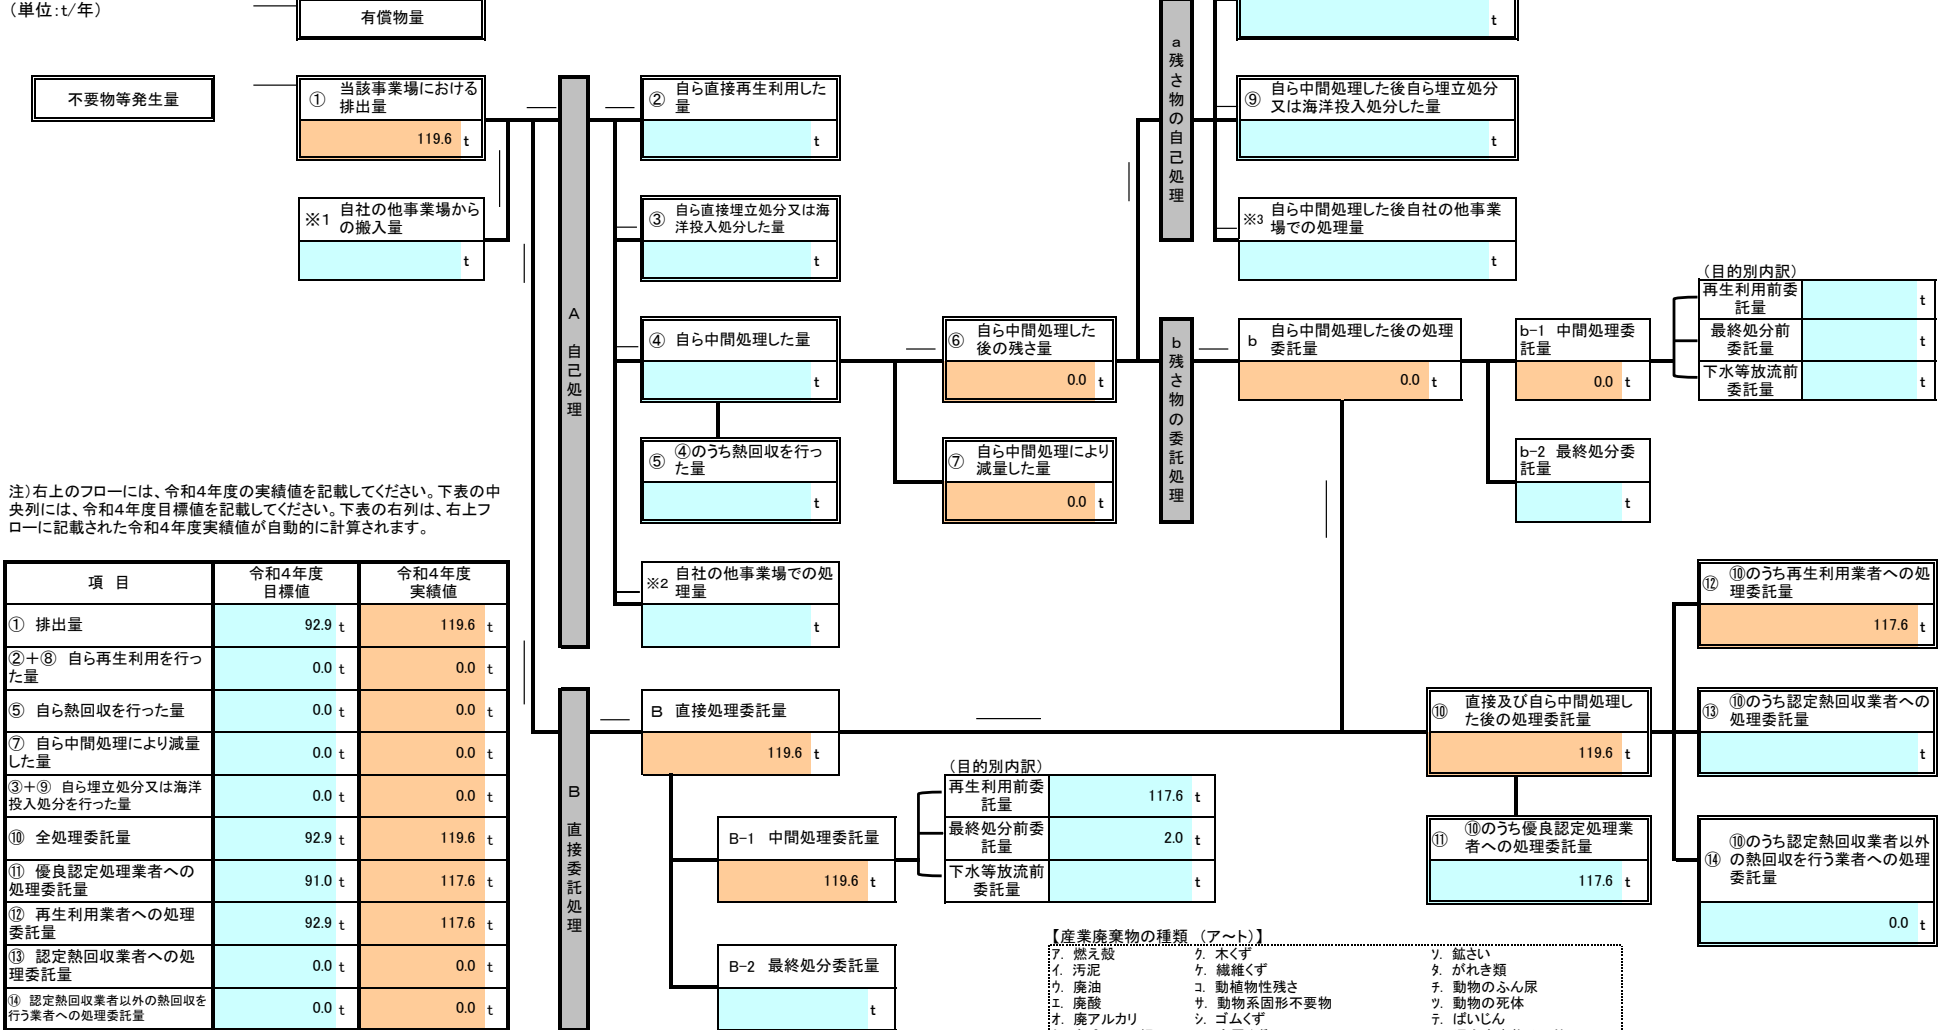 （単位:t/年）
有償物量
t
不要物等発生量
① 当該事業場における
排出量
119.6 t
※1 自社の他事業場から
の搬入量
t
A 自己処理
② 自ら直接再生利用した
量
t
③ 自ら直接埋立処分又は海
洋投入処分した量
t
④ 自ら中間処理した量
t
⑤ ④のうち熱回収を行っ
た量
t
※2 自社の他事業場での処
理量
t
⑥ 自ら中間処理した
後の残さ量
0.0 t
⑦ 自ら中間処理により
減量した量
0.0 t
a 残さ物の自己処理
⑨ 自ら中間処理した後自ら埋立処分
又は海洋投入処分した量
t
※3 自ら中間処理した後自社の他事業
場での処理量
t
b 残さ物の委託処理
b 自ら中間処理した後の処理
委託量
0.0 t
b-1 中間処理委
託量
0.0 t
b-2 最終処分委
託量
t
（目的別内訳）
再生利用前委
託量
t
最終処分前
委託量
t
下水等放流前
委託量
t
注）右上のフローには、令和4年度の実績値を記載してください。下表の中
央列には、令和4年度目標値を記載してください。下表の右列は、右上フ
ローに記載された令和4年度実績値が自動的に計算されます。
項 目 令和4年度
目標値 令和4年度
実績値
① 排出量 92.9 t 119.6 t
②＋⑧ 自ら再生利用を行っ
た量 0.0 t 0.0 t
⑤ 自ら熱回収を行った量 0.0 t 0.0 t
⑦ 自ら中間処理により減量
した量 0.0 t 0.0 t
③＋⑨ 自ら埋立処分又は海洋
投入処分を行った量 0.0 t 0.0 t
⑩ 全処理委託量 92.9 t 119.6 t
⑪ 優良認定処理業者への
処理委託量 91.0 t 117.6 t
⑫ 再生利用業者への処理
委託量 92.9 t 117.6 t
⑬ 認定熱回収業者への処
理委託量 0.0 t 0.0 t
⑭ 認定熱回収業者以外の熱回収を
行う業者への処理委託量 0.0 t 0.0 t
B 直接委託処理
B 直接処理委託量
119.6 t
B-1 中間処理委託量
119.6 t
B-2 最終処分委託量
t
（目的別内訳）
再生利用前委
託量
117.6 t
最終処分前委
託量
2.0 t
下水等放流前
委託量
t
⑩ 直接及び自ら中間処理し
た後の処理委託量
119.6 t
⑪ ⑩のうち優良認定処理業
者への処理委託量
117.6 t
⑫ ⑩のうち再生利用業者への処
理委託量
117.6 t
⑬ ⑩のうち認定熱回収業者への
処理委託量
t
⑭ ⑩のうち認定熱回収業者以外
の熱回収を行う業者への処理
委託量
0.0 t
【産業廃棄物の種類 （ア～ト）】
ア. 燃え殻 ク. 木くず ソ. 鉱さい
イ. 汚泥 ケ. 繊維くず タ. がれき類
ウ. 廃油 コ. 動植物性残さ チ. 動物のふん尿
エ. 廃酸 サ. 動物系固形不要物 ツ. 動物の死体
オ. 廃アルカリ シ. ゴムくず テ. ばいじん